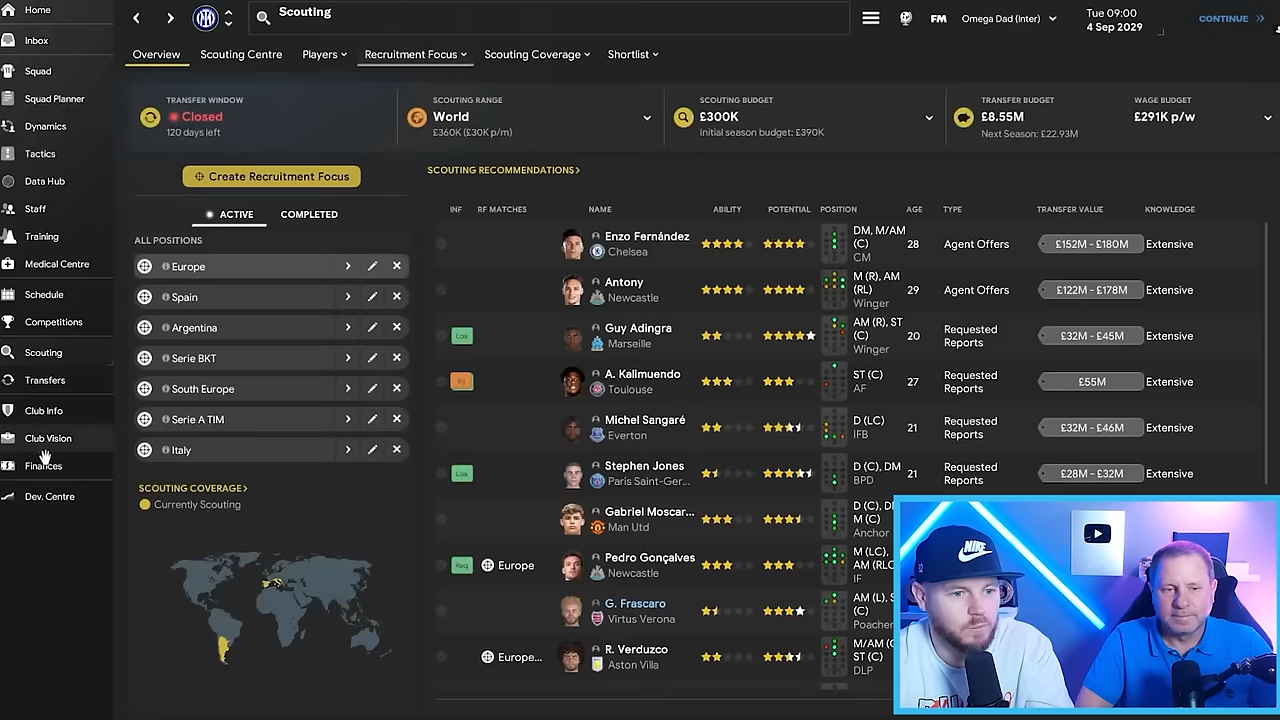 Home
Inbox
Squad
Squad Planner
Dynamics
Tactics
Data Hub
Staff
Training
Medical Centre
Schedule
Competitions
Scouting
Transfers
Club Info
Club Vision
Finances
Dev. Centre
Scouting
FM
Omega Dad (Inter)
Tue 09:00
4 Sep 2029
CONTINUE
Overview
Scouting Centre
Players
Recruitment Focus
Scouting Coverage
Shortlist
TRANSFER WINDOW
Closed
120 days left
SCOUTING RANGE
World
£360K (£30K p/m)
SCOUTING BUDGET
£300K
Initial season budget: £390K
TRANSFER BUDGET
£8.55M
Next Season: £22.93M
WAGE BUDGET
£291K p/w
Create Recruitment Focus
ACTIVE
COMPLETED
ALL POSITIONS
Europe
Spain
Argentina
Serie BKT
South Europe
Serie A TIM
Italy
SCOUTING COVERAGE>
Currently Scouting
SCOUTING RECOMMENDATIONS>
INF RF MATCHES NAME ABILITY POTENTIAL POSITION AGE TYPE TRANSFER VALUE KNOWLEDGE
Enzo Fernández
Chelsea
DM, M/AM
(C)
CM
28
Agent Offers
£152M - £180M
Extensive
Antony
Newcastle
M (R), AM
(RL)
Winger
29
Agent Offers
£122M - £178M
Extensive
Loa
Guy Adingra
Marseille
AM (R), ST
(C)
Winger
20
Requested
Reports
£32M - £45M
Extensive
Inj
A. Kalimuendo
Toulouse
ST (C)
AF
27
Requested
Reports
£55M
Extensive
Michel Sangaré
Everton
D (LC)
IFB
21
Requested
Reports
£32M - £46M
Extensive
Loa
Stephen Jones
Paris Saint-Ger...
D (C), DM
BPD
21
Requested
Reports
£28M - £32M
Extensive
Gabriel Moscar...
Man Utd
M (C)
Anchor
Req
Europe
Pedro Gonçalves
Newcastle
M (LC),
AM (RLC
IF
G. Frascaro
Virtus Verona
AM (L), S
(C)
Poacher
Europe...
R. Verduzco
Aston Villa
M/AM (C
ST (C)
DLP
NIKE